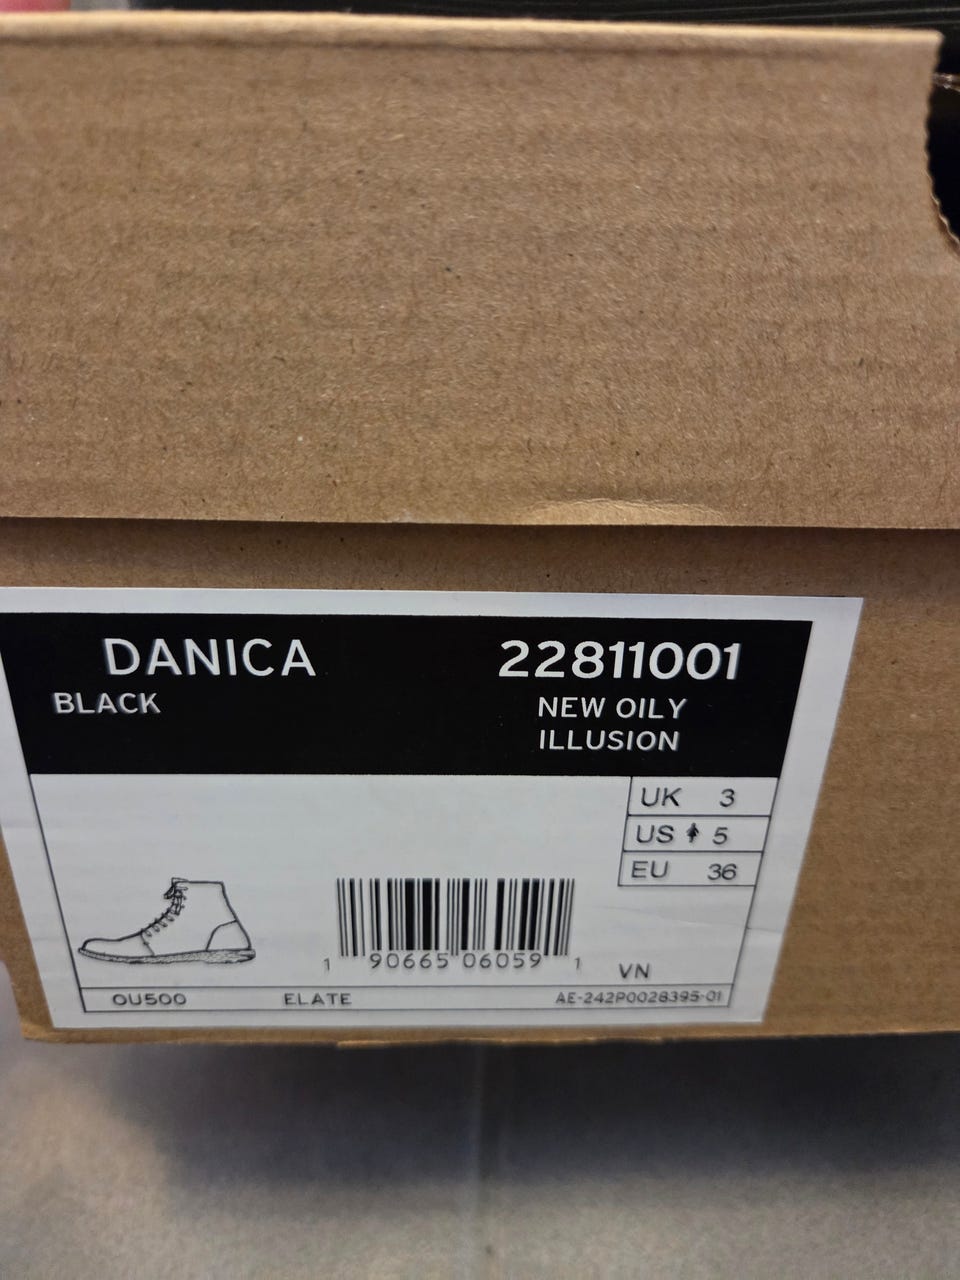 DANICA 22811001
BLACK NEW OILY
ILLUSION
UK 3
US 5
EU 36
1 90665 06059 1
VN
OU500 ELATE AE-242P0028395-01